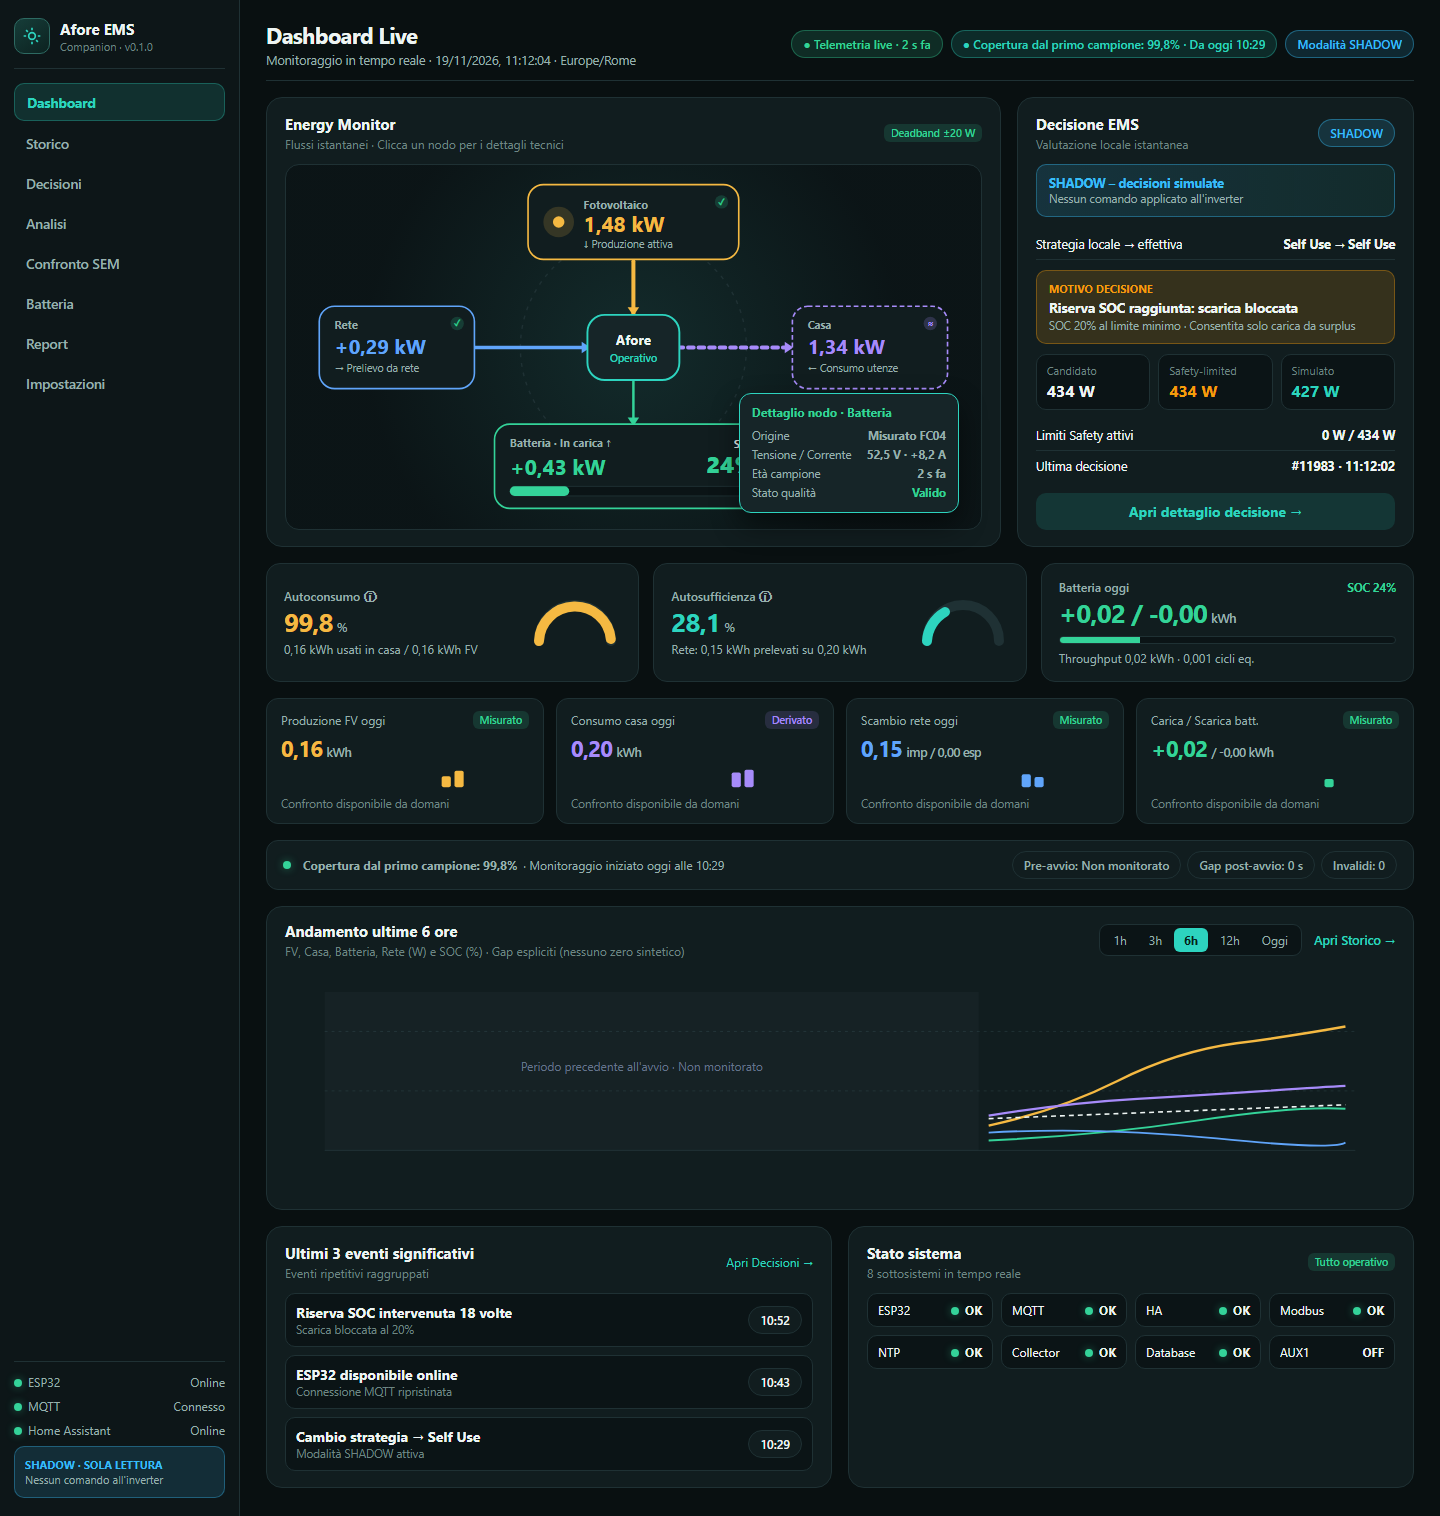 Afore EMS
Companion · v0.1.0
Dashboard
Storico
Decisioni
Analisi
Confronto SEM
Batteria
Report
Impostazioni
ESP32 Online
MQTT Connesso
Home Assistant Online
SHADOW · SOLA LETTURA
Nessun comando all'inverter
Dashboard Live
Monitoraggio in tempo reale · 19/11/2026, 11:12:04 · Europe/Rome
● Telemetria live · 2 s fa
● Copertura dal primo campione: 99,8% · Da oggi 10:29
Modalità SHADOW
Energy Monitor
Flussi istantanei · Clicca un nodo per i dettagli tecnici
Deadband ±20 W
Fotovoltaico ✓
1,48 kW
↓ Produzione attiva
Rete ✓
+0,29 kW
→ Prelievo da rete
Afore
Operativo
Casa ≈
1,34 kW
← Consumo utenze
Batteria · In carica ↑ S
+0,43 kW 24%
Dettaglio nodo · Batteria
Origine Misurato FC04
Tensione / Corrente 52,5 V · +8,2 A
Età campione 2 s fa
Stato qualità Valido
Decisione EMS
Valutazione locale istantanea
SHADOW
SHADOW – decisioni simulate
Nessun comando applicato all'inverter
Strategia locale → effettiva Self Use → Self Use
MOTIVO DECISIONE
Riserva SOC raggiunta: scarica bloccata
SOC 20% al limite minimo · Consentita solo carica da surplus
Candidato
434 W
Safety-limited
434 W
Simulato
427 W
Limiti Safety attivi 0 W / 434 W
Ultima decisione #11983 · 11:12:02
Apri dettaglio decisione →
Autoconsumo ⓘ
99,8 %
0,16 kWh usati in casa / 0,16 kWh FV
Autosufficienza ⓘ
28,1 %
Rete: 0,15 kWh prelevati su 0,20 kWh
Batteria oggi SOC 24%
+0,02 / -0,00 kWh
Throughput 0,02 kWh · 0,001 cicli eq.
Produzione FV oggi Misurato
0,16 kWh
Confronto disponibile da domani
Consumo casa oggi Derivato
0,20 kWh
Confronto disponibile da domani
Scambio rete oggi Misurato
0,15 imp / 0,00 esp
Confronto disponibile da domani
Carica / Scarica batt. Misurato
+0,02 / -0,00 kWh
Confronto disponibile da domani
Copertura dal primo campione: 99,8% · Monitoraggio iniziato oggi alle 10:29
Pre-avvio: Non monitorato
Gap post-avvio: 0 s
Invalidi: 0
Andamento ultime 6 ore
FV, Casa, Batteria, Rete (W) e SOC (%) · Gap espliciti (nessuno zero sintetico)
1h 3h 6h 12h Oggi
Apri Storico →
Periodo precedente all'avvio · Non monitorato
Ultimi 3 eventi significativi
Eventi ripetitivi raggruppati
Apri Decisioni →
Riserva SOC intervenuta 18 volte
Scarica bloccata al 20%
10:52
ESP32 disponibile online
Connessione MQTT ripristinata
10:43
Cambio strategia → Self Use
Modalità SHADOW attiva
10:29
Stato sistema
8 sottosistemi in tempo reale
Tutto operativo
ESP32 OK
MQTT OK
HA OK
Modbus OK
NTP OK
Collector OK
Database OK
AUX1 OFF